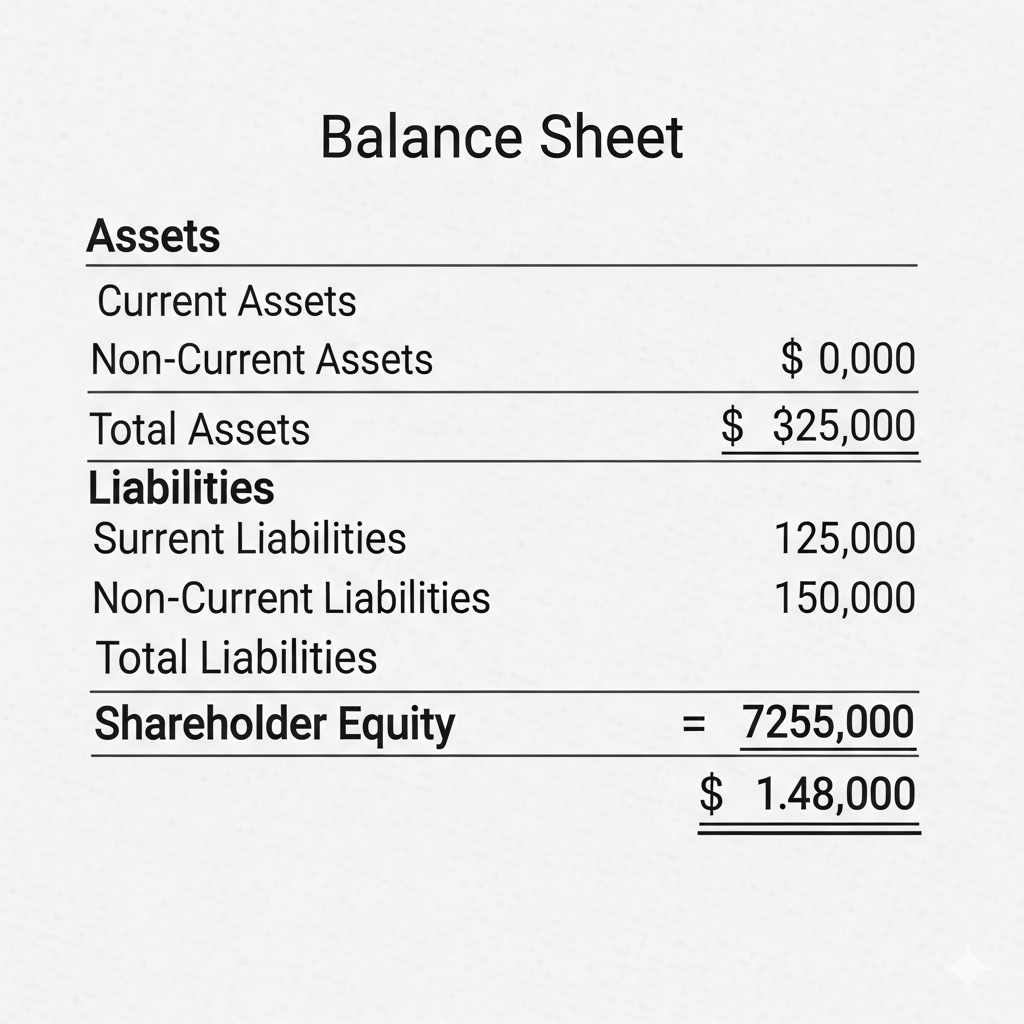 Balance Sheet
Assets
Current Assets
Non-Current Assets $ 0,000
Total Assets $ $25,000
Liabilities
Surrent Liabilities 125,000
Non-Current Liabilities 150,000
Total Liabilities
Shareholder Equity = 7255,000
$ 1.48,000